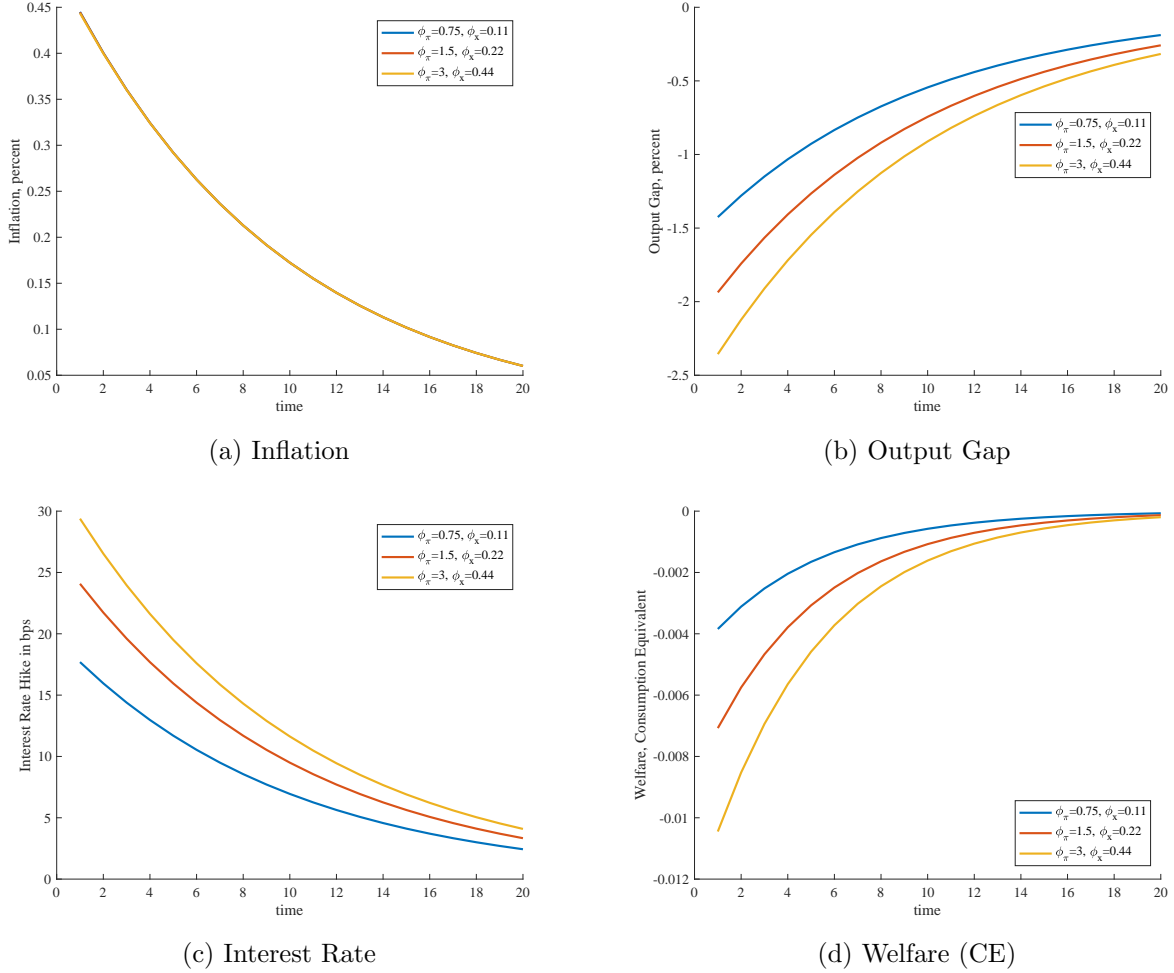 0.45
0.4
0.35
0.3
0.25
0.2
0.15
0.1
0.05
0 2 4 6 8 10 12 14 16 18 20
time
Inflation, percent
ϕπ=0.75, ϕx=0.11
ϕπ=1.5, ϕx=0.22
ϕπ=3, ϕx=0.44
(a) Inflation
0
-0.5
-1
-1.5
-2
-2.5
0 2 4 6 8 10 12 14 16 18 20
time
Output Gap, percent
ϕπ=0.75, ϕx=0.11
ϕπ=1.5, ϕx=0.22
ϕπ=3, ϕx=0.44
(b) Output Gap
30
25
20
15
10
5
0
0 2 4 6 8 10 12 14 16 18 20
time
Interest Rate Hike in bps
ϕπ=0.75, ϕx=0.11
ϕπ=1.5, ϕx=0.22
ϕπ=3, ϕx=0.44
(c) Interest Rate
0
-0.002
-0.004
-0.006
-0.008
-0.01
-0.012
0 2 4 6 8 10 12 14 16 18 20
time
Welfare, Consumption Equivalent
ϕπ=0.75, ϕx=0.11
ϕπ=1.5, ϕx=0.22
ϕπ=3, ϕx=0.44
(d) Welfare (CE)